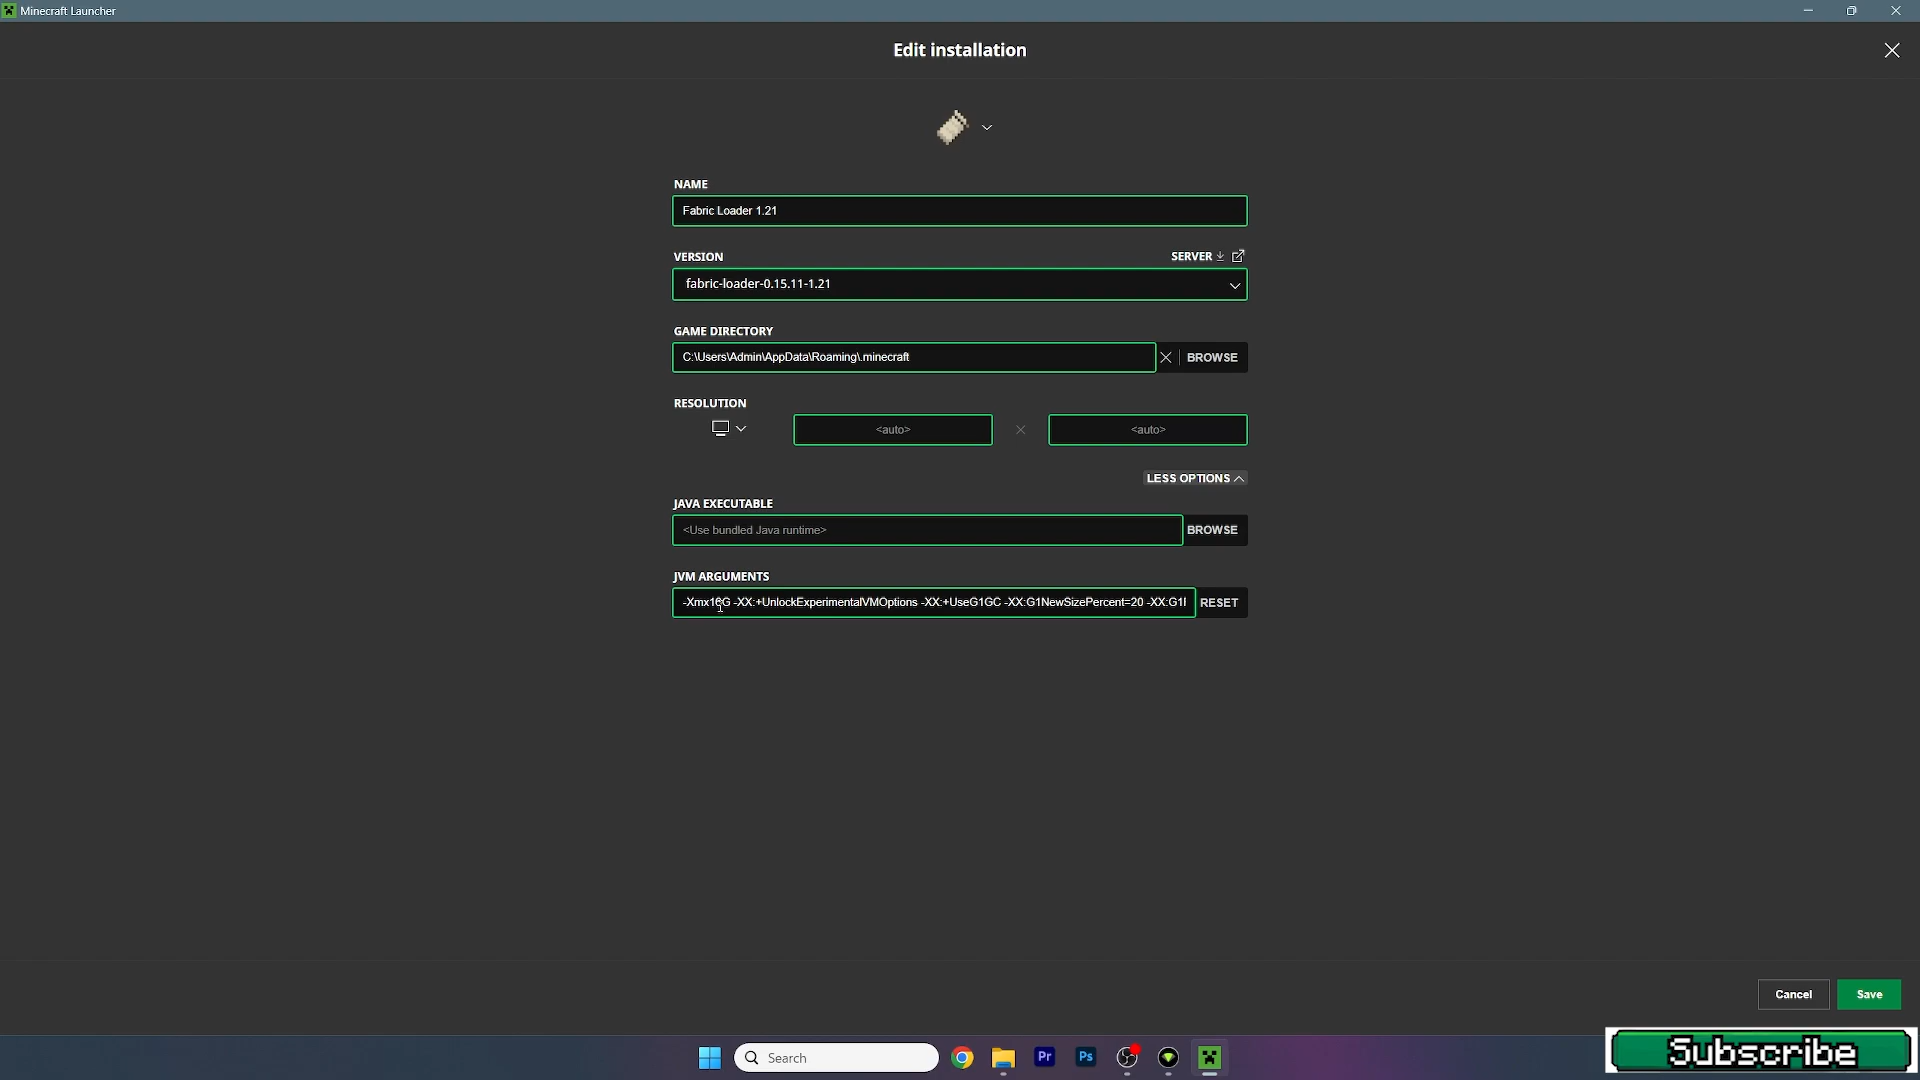 Minecraft Launcher
Edit installation
NAME
Fabric Loader 1.21
VERSION
SERVER
fabric-loader-0.15.11-1.21
GAME DIRECTORY
C:\Users\Admin\AppData\Roaming\.minecraft
BROWSE
RESOLUTION
<auto>
<auto>
LESS OPTIONS
JAVA EXECUTABLE
<Use bundled Java runtime>
BROWSE
JVM ARGUMENTS
-XX:+UnlockExperimentalVMOptions -XX:+UseG1GC -XX:G1NewSizePercent=20 -XX:G1
RESET
Cancel
Save
Search
Pr
Ps
Subscribe